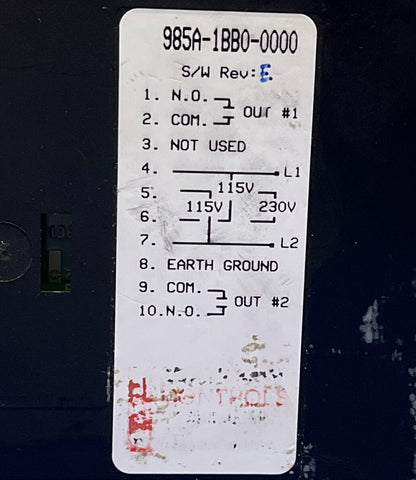 985A-1BB0-0000
S/W Rev: E
1. N.O. OUT #1
2. COM.
3. NOT USED
4. L1
115V
5. 115V 230V
6.
7. L2
8. EARTH GROUND
9. COM. OUT #2
10. N.O.
CONTROLS